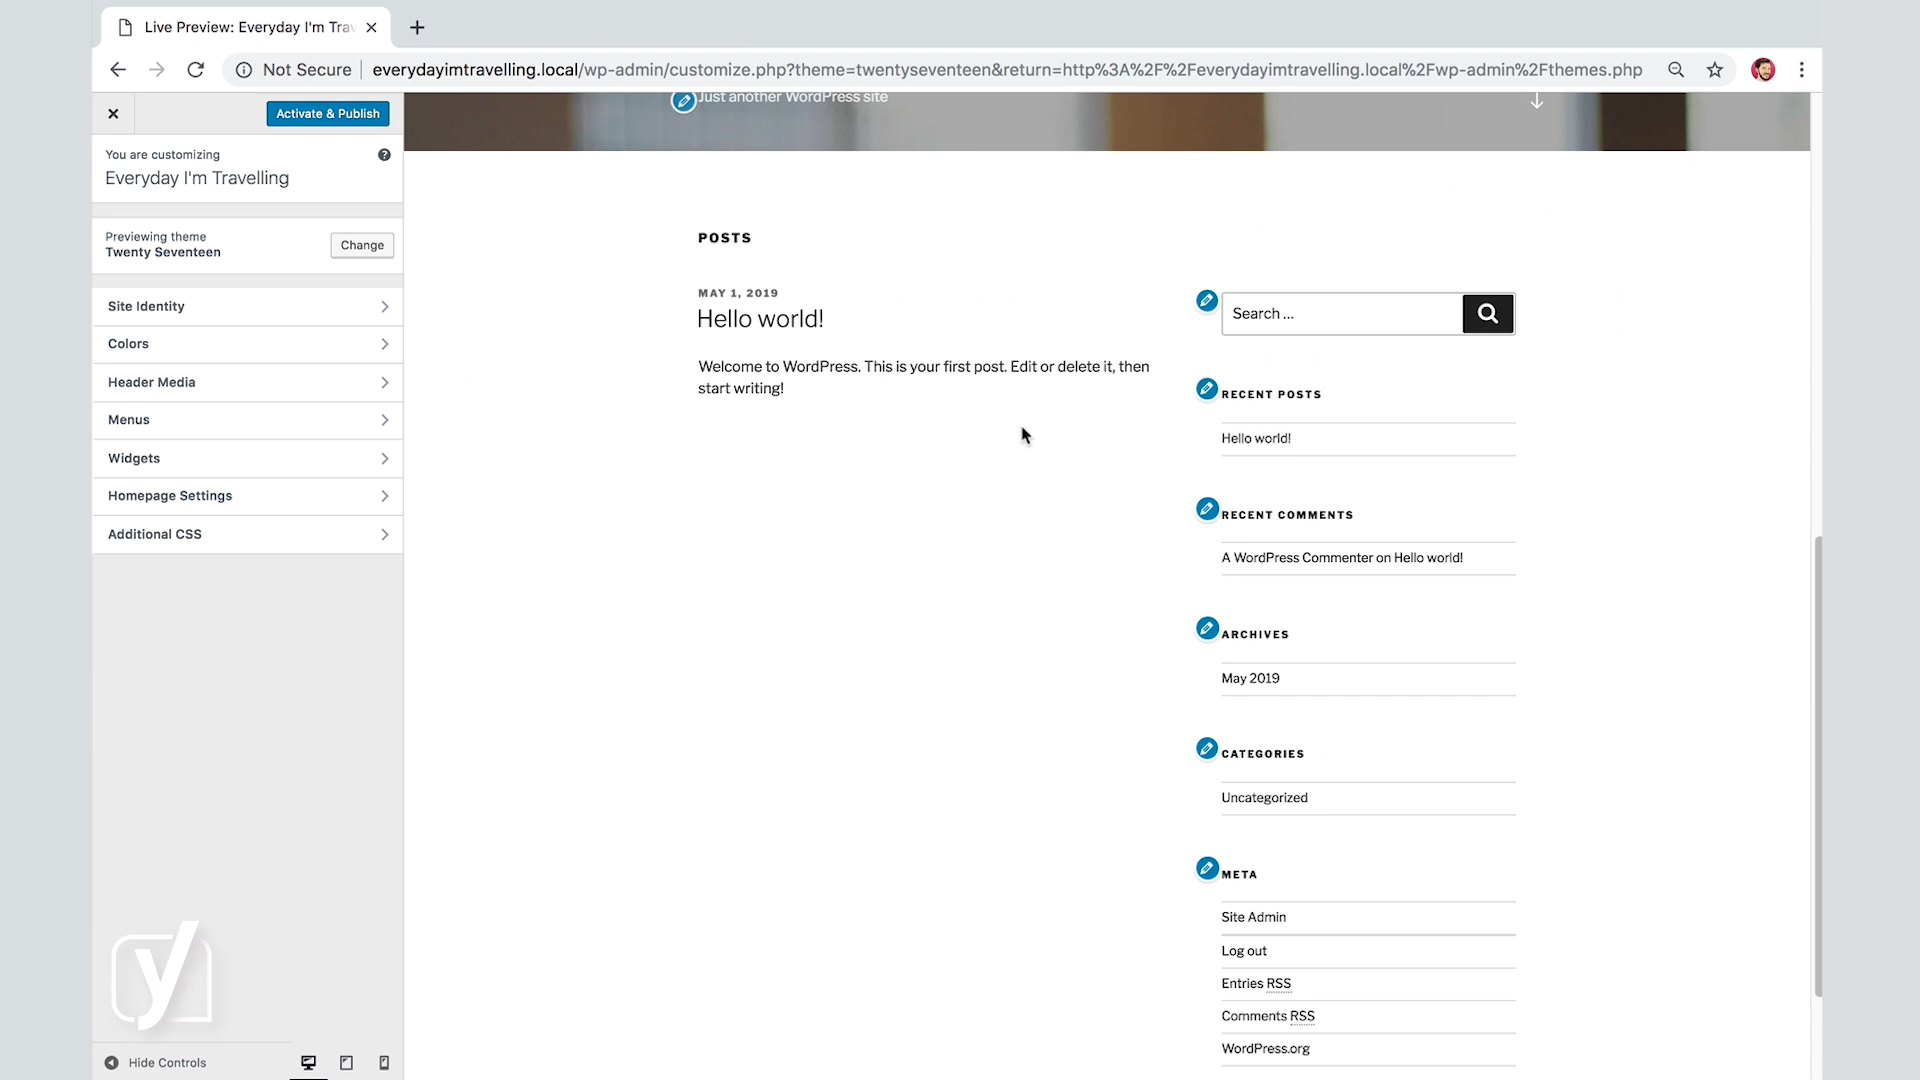 Live Preview: Everyday I'm Trav
Not Secure
everydayimtravelling.local/wp-admin/customize.php?theme=twentyseventeen&return=http%3A%2F%2Feverydayimtravelling.local%2Fwp-admin%2Fthemes.php
Activate & Publish
You are customizing
Everyday I'm Travelling
Previewing theme
Twenty Seventeen
Change
Site Identity
Colors
Header Media
Menus
Widgets
Homepage Settings
Additional CSS
y
Hide Controls
Just another WordPress site
POSTS
MAY 1, 2019
Hello world!
Welcome to WordPress. This is your first post. Edit or delete it, then
start writing!
Search ...
RECENT POSTS
Hello world!
RECENT COMMENTS
A WordPress Commenter on Hello world!
ARCHIVES
May 2019
CATEGORIES
Uncategorized
META
Site Admin
Log out
Entries RSS
Comments RSS
WordPress.org